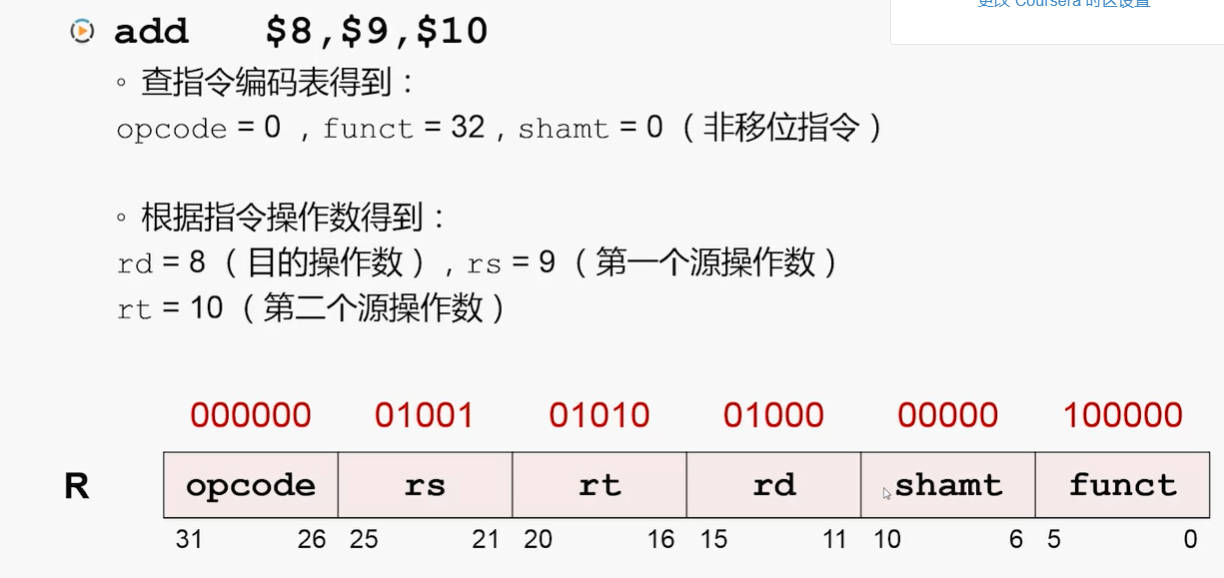 更改 Coursera 时区设置
add $8,$9,$10
◦ 查指令编码表得到：
opcode = 0 ，funct = 32，shamt = 0（非移位指令）
◦ 根据指令操作数得到：
rd = 8（目的操作数），rs = 9（第一个源操作数）
rt = 10（第二个源操作数）
000000 01001 01010 01000 00000 100000
R opcode rs rt rd shamt funct
31 26 25 21 20 16 15 11 10 6 5 0